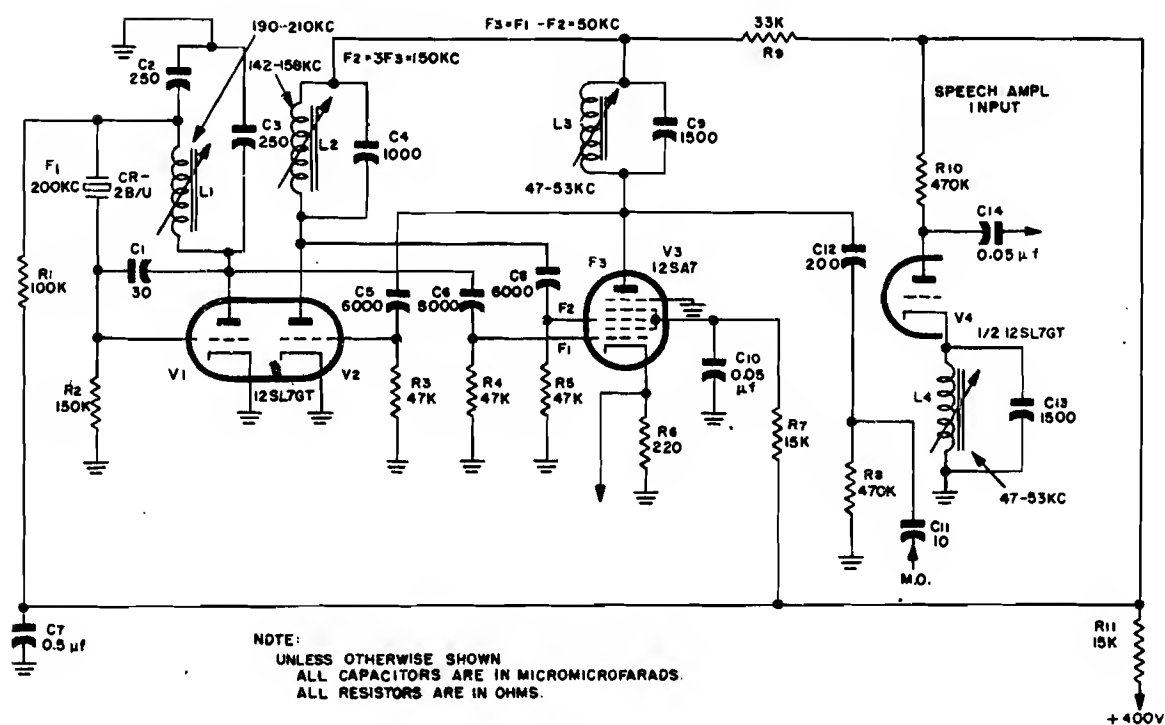 190-210KC
F3=F1 -F2=50KC
33K
R9
C2
250
F2=3F3=150KC
142-158KC
SPEECH AMPL
INPUT
C3
250
L2
C4
1000
L3
C9
1500
F1
200KC
CR-
2B/U
L1
47-53KC
R10
470K
C14
0.05 µf
R1
100K
C1
30
C5
6000
C6
8000
C8
6000
F3
V3
12SA7
C12
200
F2
F1
V4
1/2 12SL7GT
V1
V2
12SL7GT
R2
150K
R3
47K
R4
47K
R5
47K
C10
0.05
µf
R7
15K
L4
C13
1500
R6
220
R8
470K
47-53KC
C11
10
M.O.
C7
0.5 µf
NOTE:
UNLESS OTHERWISE SHOWN
ALL CAPACITORS ARE IN MICROMICROFARADS.
ALL RESISTORS ARE IN OHMS.
R11
15K
+400V